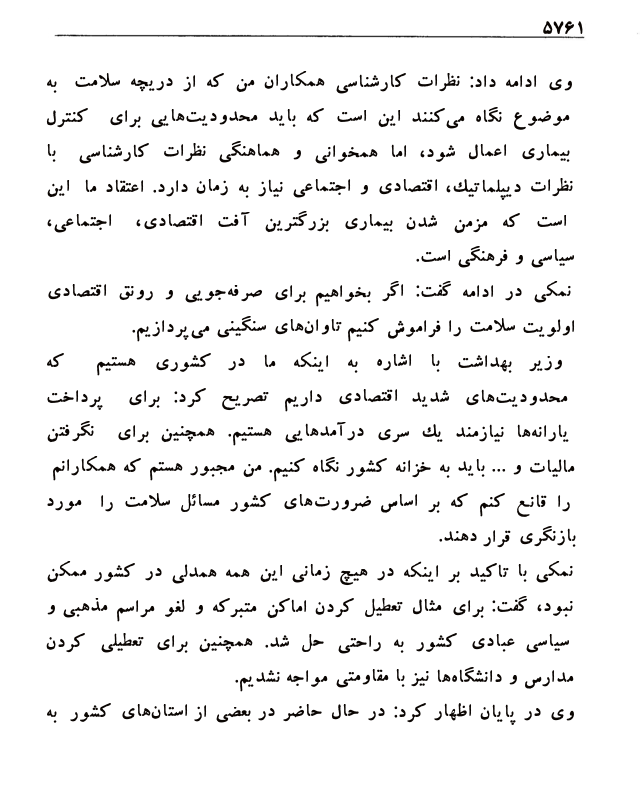 ۵۷۶۱
وی ادامه داد: نظرات کارشناسی همکاران من که از دریچه سلامت به
موضوع نگاه می‌کنند این است که باید محدودیت‌هایی برای کنترل
بیماری اعمال شود، اما همخوانی و هماهنگی نظرات کارشناسی با
نظرات دیپلماتیك، اقتصادی و اجتماعی نیاز به زمان دارد. اعتقاد ما این
است که مزمن شدن بیماری بزرگترین آفت اقتصادی، اجتماعی،
سیاسی و فرهنگی است.
نمکی در ادامه گفت: اگر بخواهیم برای صرفه‌جویی و رونق اقتصادی
اولویت سلامت را فراموش کنیم تاوان‌های سنگینی می‌پردازیم.
وزیر بهداشت با اشاره به اینکه ما در کشوری هستیم که
محدودیت‌های شدید اقتصادی داریم تصریح کرد: برای پرداخت
یارانه‌ها نیازمند یك سری درآمدهایی هستیم. همچنین برای نگرفتن
مالیات و ... باید به خزانه کشور نگاه کنیم. من مجبور هستم که همکارانم
را قانع کنم که بر اساس ضرورت‌های کشور مسائل سلامت را مورد
بازنگری قرار دهند.
نمکی با تاکید بر اینکه در هیچ زمانی این همه همدلی در کشور ممکن
نبود، گفت: برای مثال تعطیل کردن اماکن متبرکه و لغو مراسم مذهبی و
سیاسی عبادی کشور به راحتی حل شد. همچنین برای تعطیلی کردن
مدارس و دانشگاه‌ها نیز با مقاومتی مواجه نشدیم.
وی در پایان اظهار کرد: در حال حاضر در بعضی از استان‌های کشور به